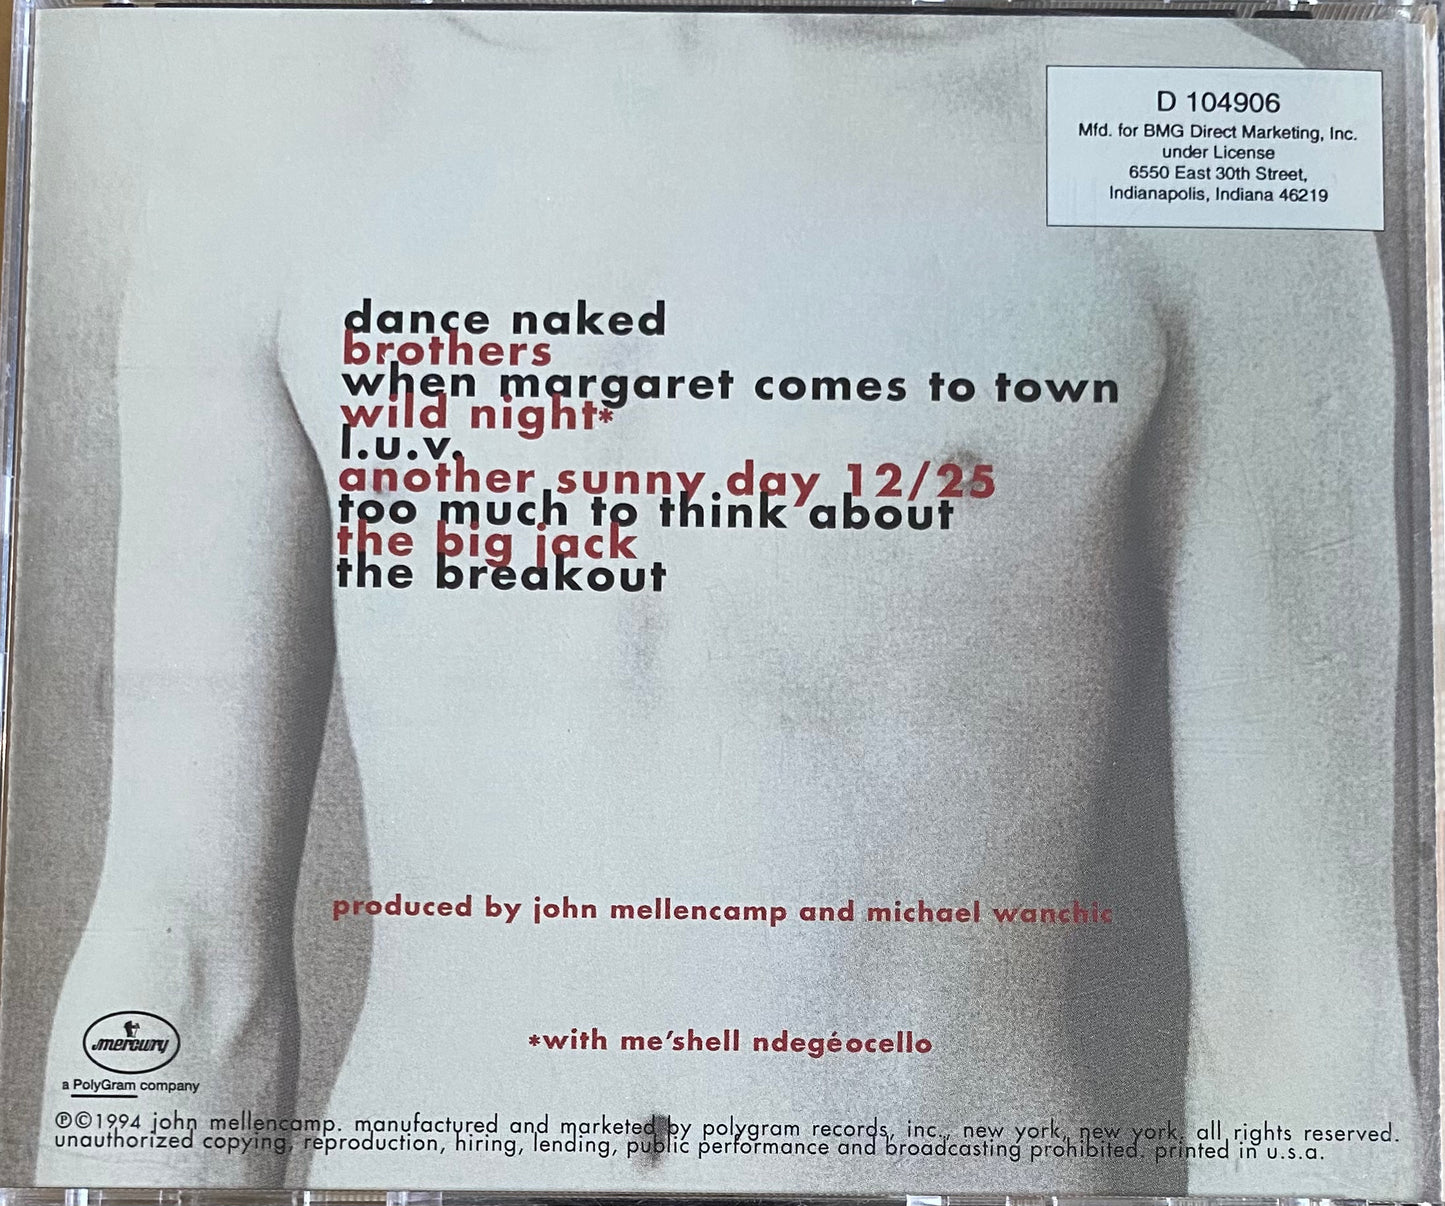 D 104906
Mfd. for BMG Direct Marketing, Inc.
under License
6550 East 30th Street,
Indianapolis, Indiana 46219
dance naked
brothers
when margaret comes to town
wild night*
l.u.v.
another sunny day 12/25
too much to think about
the big jack
the breakout
produced by john mellencamp and michael wanchic
*with me'shell ndegéocello
mercury
a PolyGram company
℗©1994 john mellencamp. manufactured and marketed by polygram records, inc., new york, new york. all rights reserved.
unauthorized copying, reproduction, hiring, lending, public performance and broadcasting prohibited. printed in u.s.a.